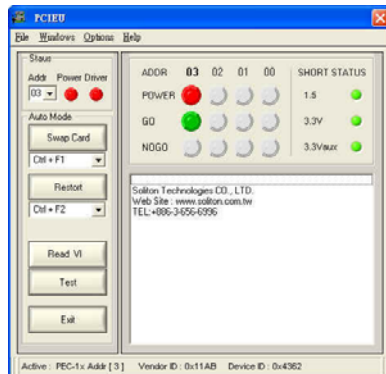 PCIEU
File Windows Options Help
Staus
Addr Power Driver
03
Auto Mode
Swap Card
Ctrl + F1
Restort
Ctrl + F2
Read VI
Test
Exit
ADDR 03 02 01 00
POWER
GO
NOGO
SHORT STATUS
1.5
3.3V
3.3Vaux
Soliton Technologies CO., LTD.
Web Site : www.soliton.com.tw
TEL:+886-3-656-6996
Active : PEC-1x Addr [ 3 ] Vendor ID : 0x11AB Device ID : 0x4362